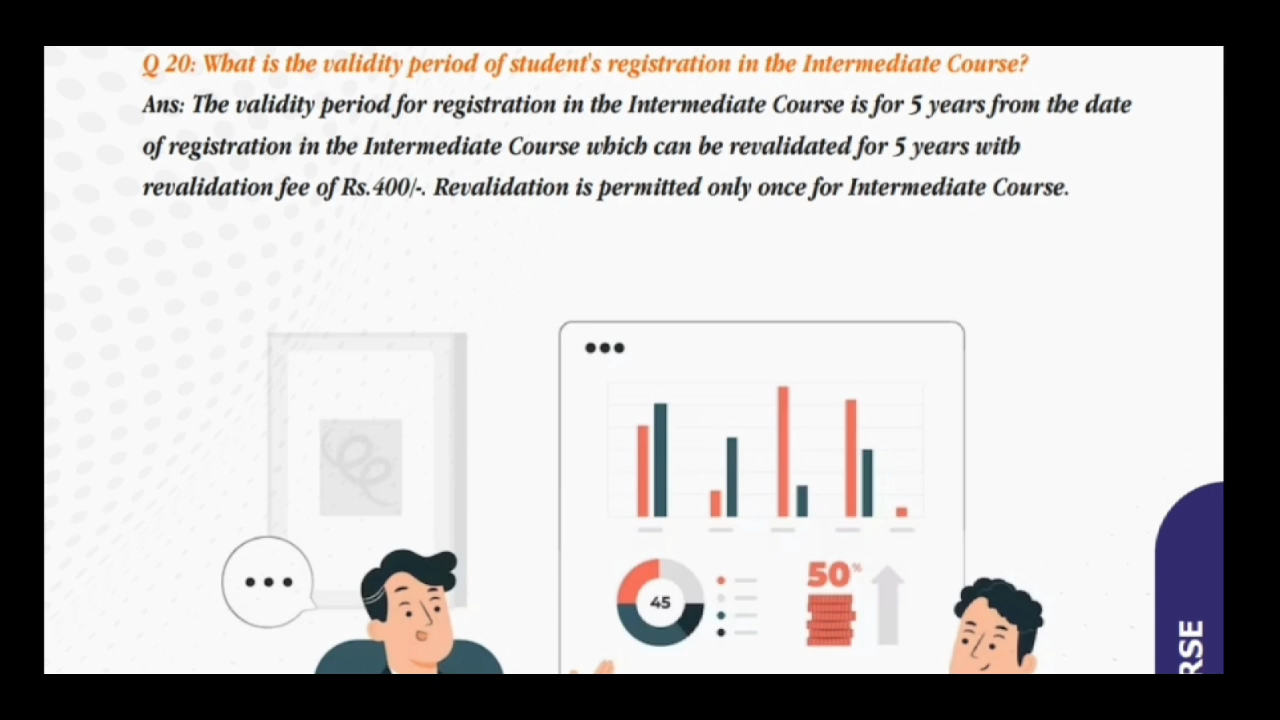 Q 20: What is the validity period of student's registration in the Intermediate Course?
Ans: The validity period for registration in the Intermediate Course is for 5 years from the date
of registration in the Intermediate Course which can be revalidated for 5 years with
revalidation fee of Rs.400/-. Revalidation is permitted only once for Intermediate Course.
50%
45
RSE